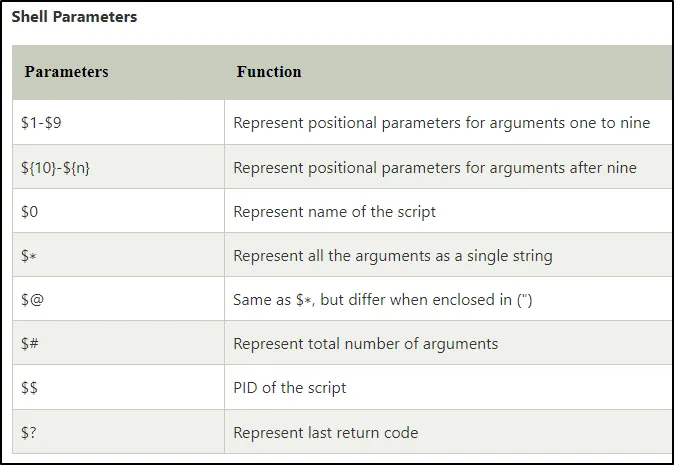 Shell Parameters
Parameters Function
$1-$9 Represent positional parameters for arguments one to nine
${10}-${n} Represent positional parameters for arguments after nine
$0 Represent name of the script
$∗ Represent all the arguments as a single string
$@ Same as $∗, but differ when enclosed in (")
$# Represent total number of arguments
$$ PID of the script
$? Represent last return code